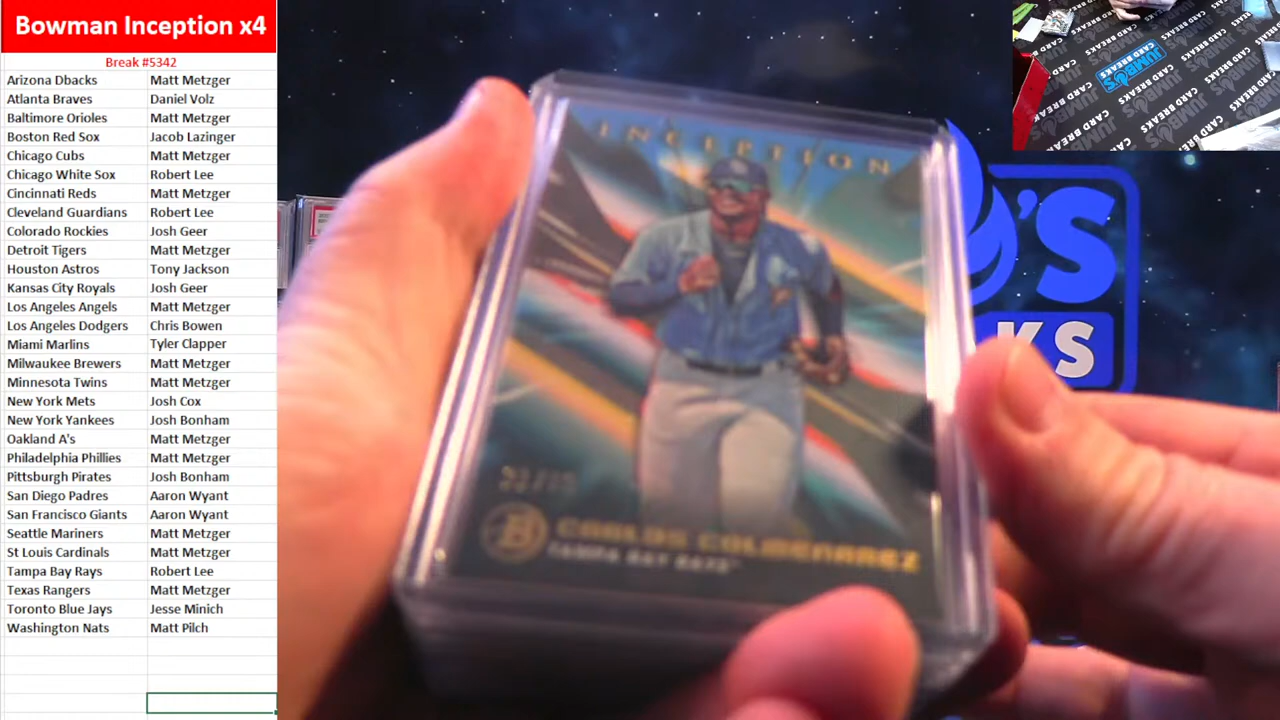 Bowman Inception x4
Break #5342
Arizona Dbacks Matt Metzger
Atlanta Braves Daniel Volz
Baltimore Orioles Matt Metzger
Boston Red Sox Jacob Lazinger
Chicago Cubs Matt Metzger
Chicago White Sox Robert Lee
Cincinnati Reds Matt Metzger
Cleveland Guardians Robert Lee
Colorado Rockies Josh Geer
Detroit Tigers Matt Metzger
Houston Astros Tony Jackson
Kansas City Royals Josh Geer
Los Angeles Angels Matt Metzger
Los Angeles Dodgers Chris Bowen
Miami Marlins Tyler Clapper
Milwaukee Brewers Matt Metzger
Minnesota Twins Matt Metzger
New York Mets Josh Cox
New York Yankees Josh Bonham
Oakland A's Matt Metzger
Philadelphia Phillies Matt Metzger
Pittsburgh Pirates Josh Bonham
San Diego Padres Aaron Wyant
San Francisco Giants Aaron Wyant
Seattle Mariners Matt Metzger
St Louis Cardinals Matt Metzger
Tampa Bay Rays Robert Lee
Texas Rangers Matt Metzger
Toronto Blue Jays Jesse Minich
Washington Nats Matt Pilch
INCEPTION
B CARLOS COLMENAREZ
TAMPA BAY RAYS
'S
KS
JUMBO'S
CARD BREAKS